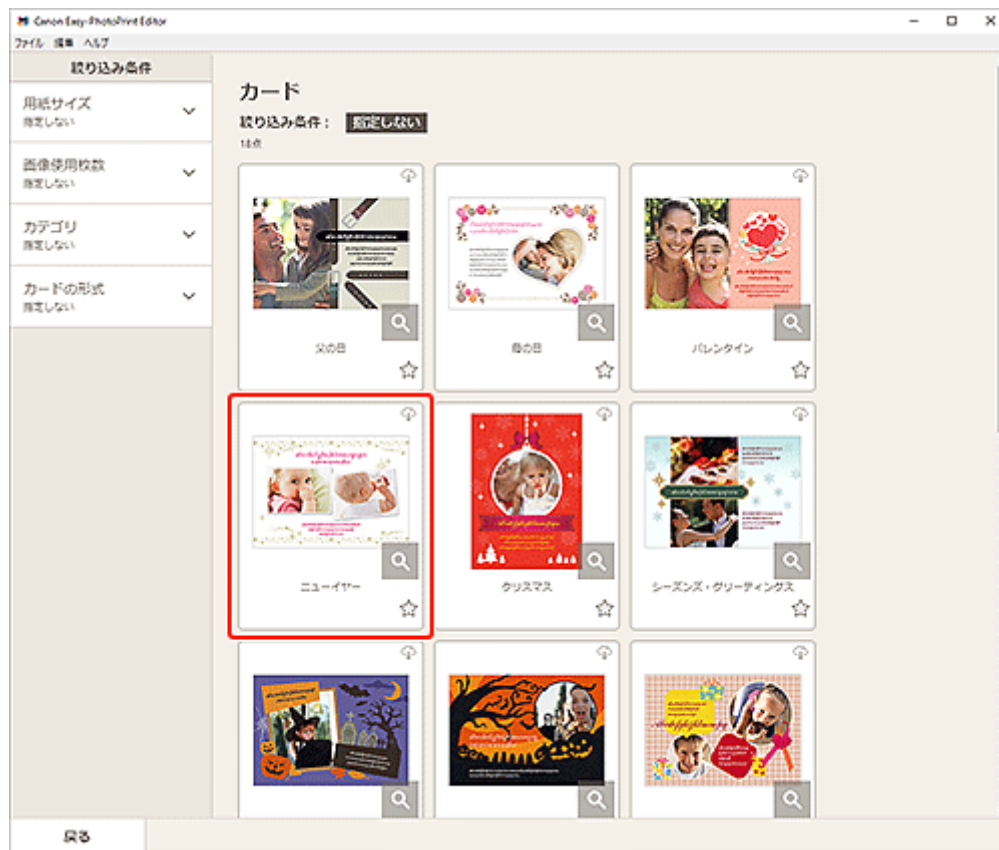 Canon Easy-PhotoPrint Editor
ファイル 編集 ヘルプ
絞り込み条件
用紙サイズ
指定しない
画像使用枚数
指定しない
カテゴリ
指定しない
カードの形式
指定しない
カード
絞り込み条件： 指定しない
18点
父の日
母の日
バレンタイン
ニューイヤー
クリスマス
シーズンズ・グリーティングス
戻る